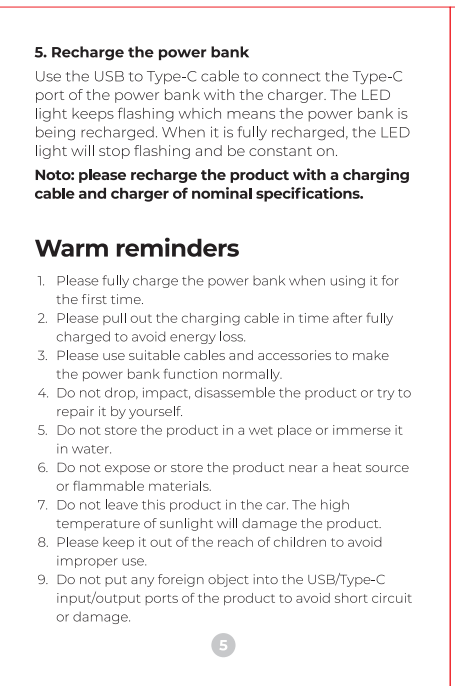 5. Recharge the power bank
Use the USB to Type-C cable to connect the Type-C
port of the power bank with the charger. The LED
light keeps flashing which means the power bank is
being recharged. When it is fully recharged, the LED
light will stop flashing and be constant on.
Noto: please recharge the product with a charging
cable and charger of nominal specifications.
Warm reminders
1. Please fully charge the power bank when using it for
the first time.
2. Please pull out the charging cable in time after fully
charged to avoid energy loss.
3. Please use suitable cables and accessories to make
the power bank function normally.
4. Do not drop, impact, disassemble the product or try to
repair it by yourself.
5. Do not store the product in a wet place or immerse it
in water.
6. Do not expose or store the product near a heat source
or flammable materials.
7. Do not leave this product in the car. The high
temperature of sunlight will damage the product.
8. Please keep it out of the reach of children to avoid
improper use.
9. Do not put any foreign object into the USB/Type-C
input/output ports of the product to avoid short circuit
or damage.
5